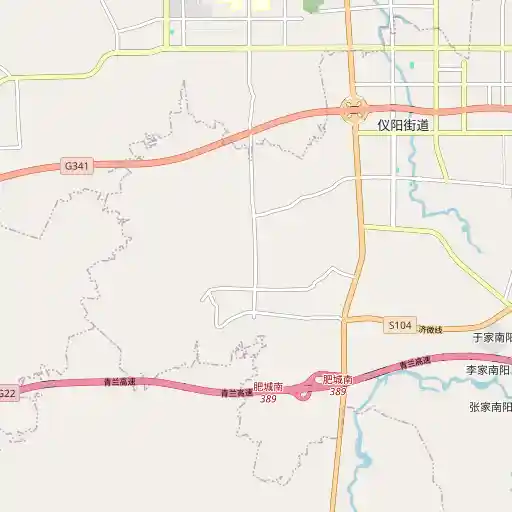 仪阳街道
G341
S104
济微线
于家南阳
青兰高速
李家南阳
青兰高速
肥城南
389
肥城南
389
G22
青兰高速
张家南阳